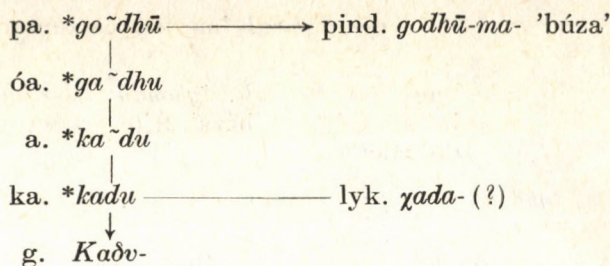 pa. *go˜dhū → pind. godhū-ma- 'búza'
óa. *ga˜dhu
a. *ka˜du
ka. *kadu — lyk. χada- (?)
g. Καδυ-